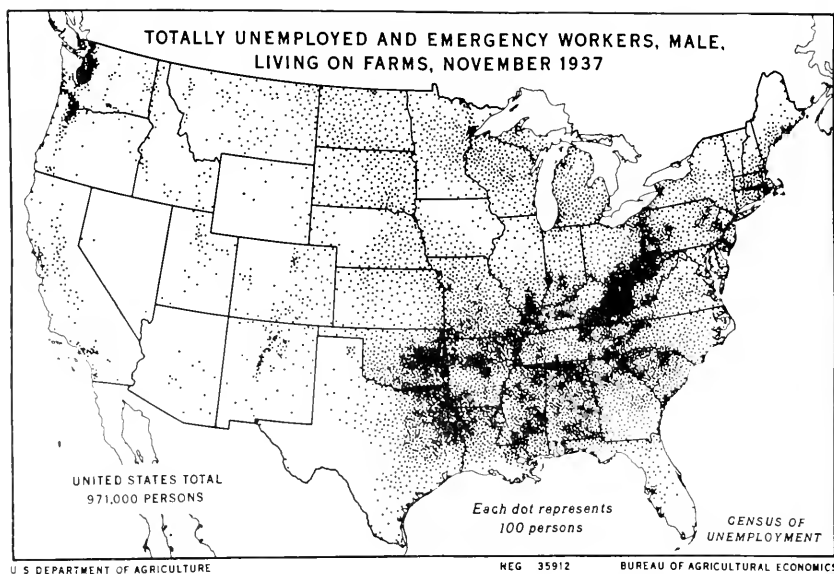 TOTALLY UNEMPLOYED AND EMERGENCY WORKERS, MALE,
LIVING ON FARMS, NOVEMBER 1937
UNITED STATES TOTAL
971,000 PERSONS
Each dot represents
100 persons
CENSUS OF
UNEMPLOYMENT
U S DEPARTMENT OF AGRICULTURE
NEG 35912
BUREAU OF AGRICULTURAL ECONOMICS